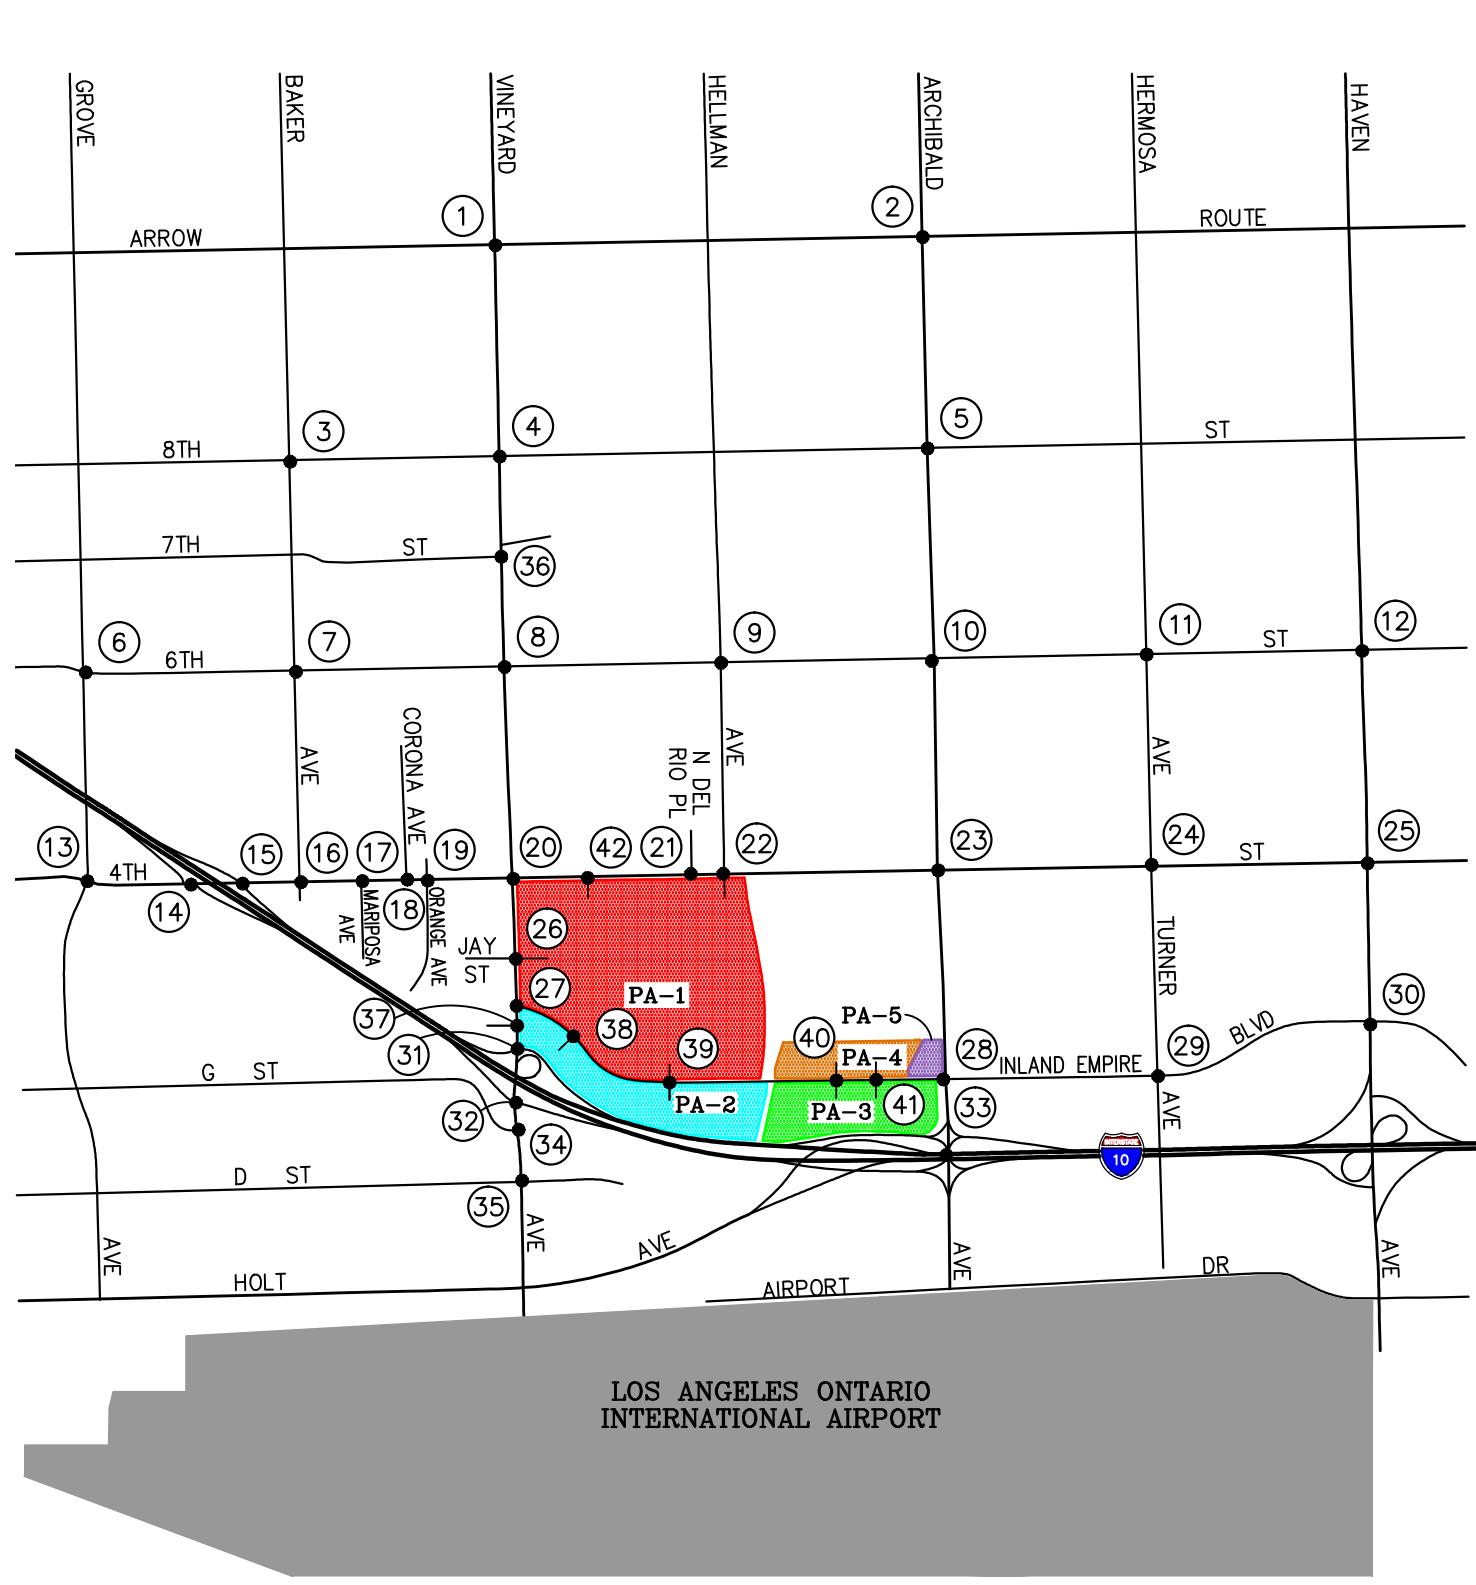 GROVE
BAKER
VINEYARD
HELLMAN
ARCHIBALD
HERMOSA
HAVEN
1
2
ARROW
ROUTE
3
4
5
8TH
ST
7TH
ST
36
6
7
8
9
10
11
12
6TH
ST
CORONA AVE
AVE
N DEL
RIO PL
AVE
AVE
13
15
16
17
19
20
42
21
22
23
24
25
4TH
ST
14
18
MARIPOSA
AVE
ORANGE AVE
26
JAY
ST
TURNER
27
PA-1
30
37
38
40
PA-5
BLVD
31
39
PA-4
28
INLAND EMPIRE
29
G ST
32
PA-2
PA-3
41
33
AVE
34
INTERSTATE
10
D ST
35
AVE
AVE
AVE
AVE
AVE
HOLT
AIRPORT
DR
LOS ANGELES ONTARIO
INTERNATIONAL AIRPORT